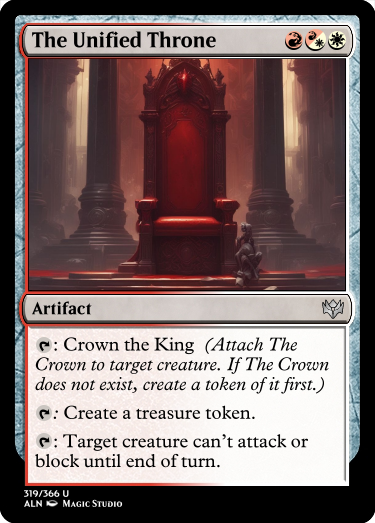 The Unified Throne
Artifact
: Crown the King (Attach The
Crown to target creature. If The Crown
does not exist, create a token of it first.)
: Create a treasure token.
: Target creature can't attack or
block until end of turn.
319/366 U
ALN Magic Studio